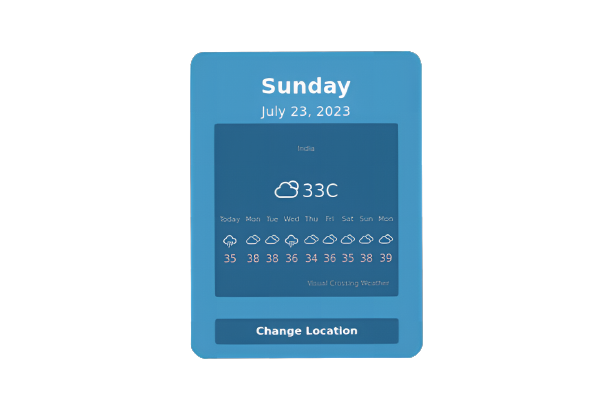 Sunday
July 23, 2023
India
33C
Today Mon Tue Wed Thu Fri Sat Sun Mon
35 38 38 36 34 36 35 38 39
Visual Crosting Weather
Change Location